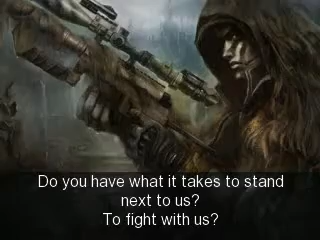 Do you have what it takes to stand
next to us?
To fight with us?